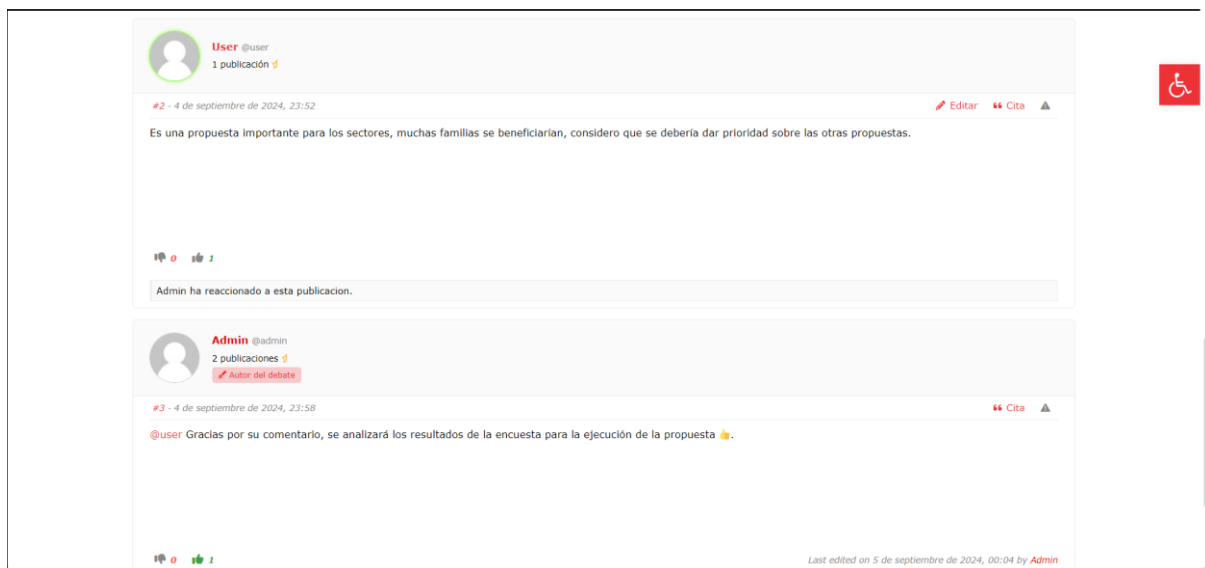 User @user
1 publicación
#2 - 4 de septiembre de 2024, 23:52
Editar Cita
Es una propuesta importante para los sectores, muchas familias se beneficiarían, considero que se debería dar prioridad sobre las otras propuestas.
0 1
Admin ha reaccionado a esta publicacion.
Admin @admin
2 publicaciones
Autor del debate
#3 - 4 de septiembre de 2024, 23:58
Cita
@user Gracias por su comentario, se analizará los resultados de la encuesta para la ejecución de la propuesta 👍.
0 1
Last edited on 5 de septiembre de 2024, 00:04 by Admin